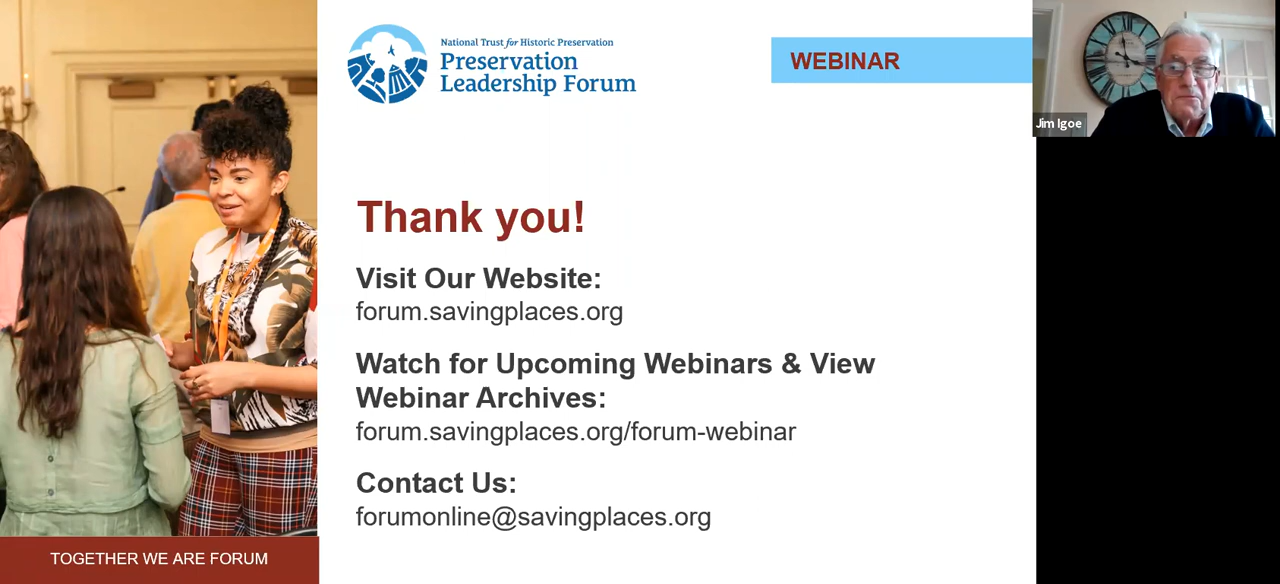 National Trust for Historic Preservation
Preservation
Leadership Forum
WEBINAR
Jim Igoe
Thank you!
Visit Our Website:
forum.savingplaces.org
Watch for Upcoming Webinars & View
Webinar Archives:
forum.savingplaces.org/forum-webinar
Contact Us:
forumonline@savingplaces.org
TOGETHER WE ARE FORUM